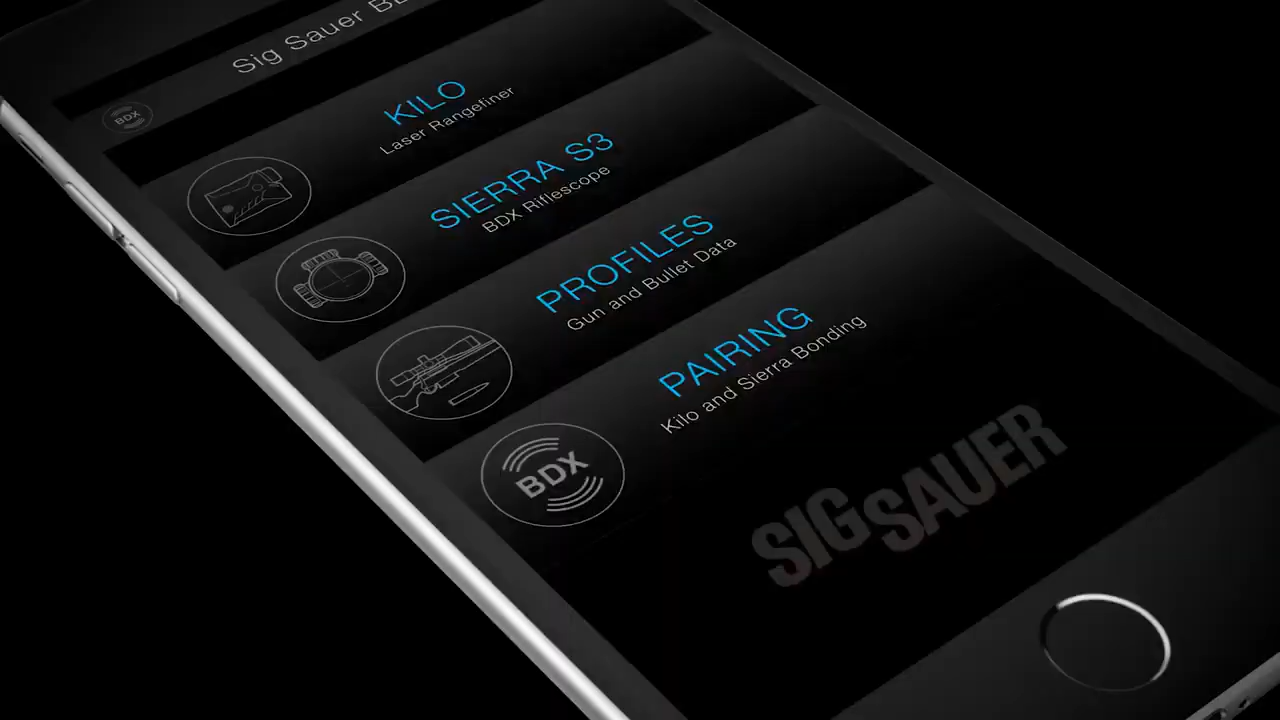 Sig Sauer
BDX
KILO
Laser Rangefiner
SIERRA S3
BDX Riflescope
PROFILES
Gun and Bullet Data
PAIRING
Kilo and Sierra Bonding
BDX
SIG SAUER